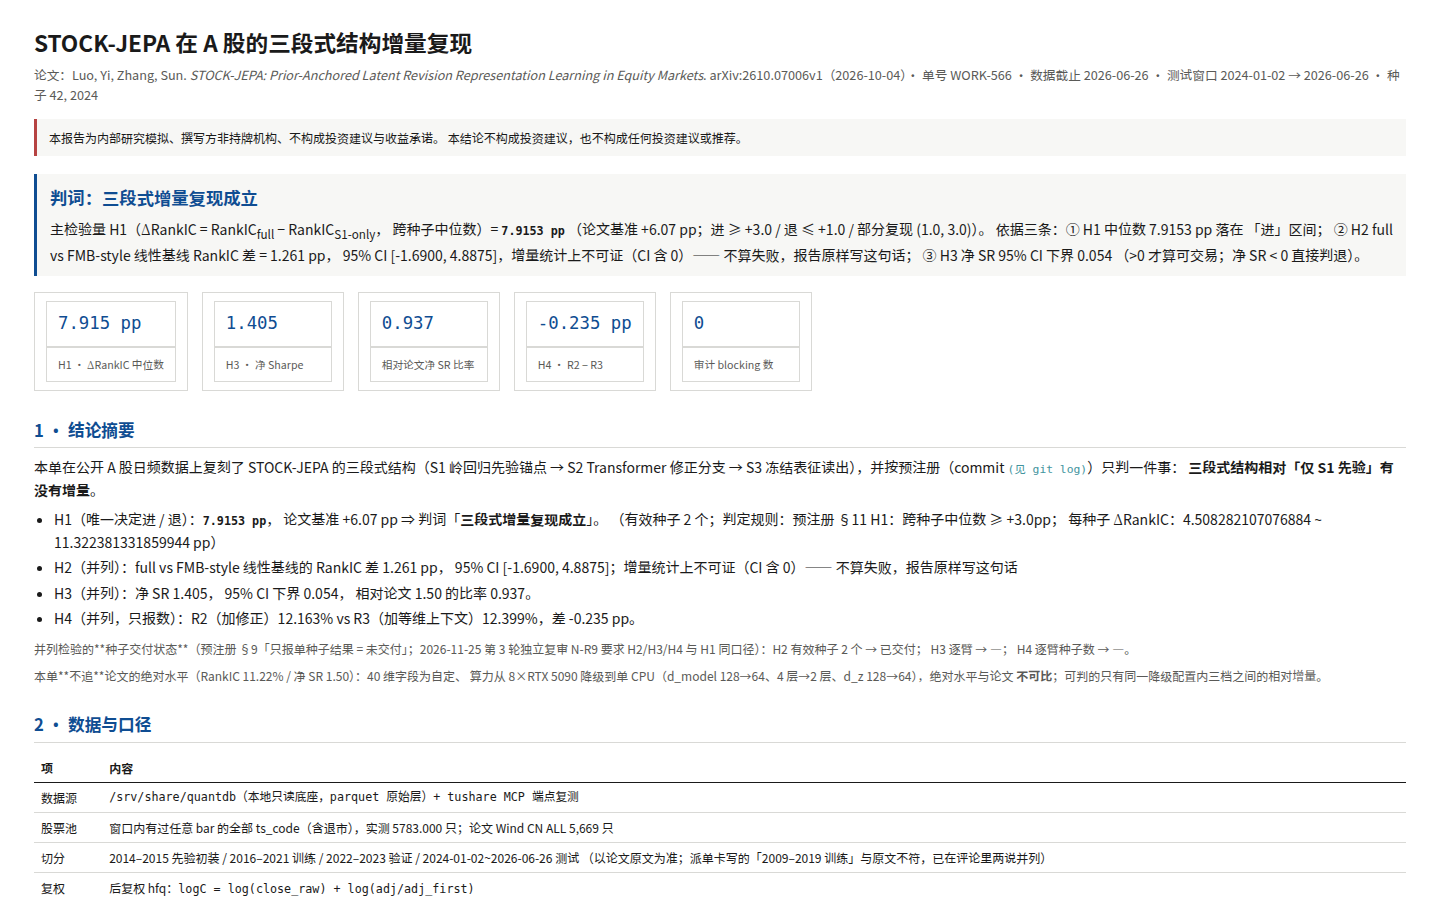 STOCK-JEPA 在 A 股的三段式结构增量复现
论文：Luo, Yi, Zhang, Sun. STOCK-JEPA: Prior-Anchored Latent Revision Representation Learning in Equity Markets. arXiv:2610.07006v1（2026-10-04）· 单号 WORK-566 · 数据截止 2026-06-26 · 测试窗口 2024-01-02 → 2026-06-26 · 种
子 42, 2024
本报告为内部研究模拟、撰写方非持牌机构、不构成投资建议与收益承诺。 本结论不构成投资建议，也不构成任何投资建议或推荐。
判词：三段式增量复现成立
主检验量 H1（ΔRankIC = RankICfull − RankICS1-only， 跨种子中位数）= 7.9153 pp （论文基准 +6.07 pp；进 ≥ +3.0 / 退 ≤ +1.0 / 部分复现 (1.0, 3.0)）。 依据三条：① H1 中位数 7.9153 pp 落在 「进」区间； ② H2 full
vs FMB-style 线性基线 RankIC 差 = 1.261 pp， 95% CI [-1.6900, 4.8875]，增量统计上不可证（CI 含 0）—— 不算失败，报告原样写这句话； ③ H3 净 SR 95% CI 下界 0.054 （>0 才算可交易；净 SR < 0 直接判退）。
7.915 pp
H1 · ΔRankIC 中位数
1.405
H3 · 净 Sharpe
0.937
相对论文净 SR 比率
-0.235 pp
H4 · R2 − R3
0
审计 blocking 数
1 · 结论摘要
本单在公开 A 股日频数据上复刻了 STOCK-JEPA 的三段式结构（S1 岭回归先验锚点 → S2 Transformer 修正分支 → S3 冻结表征读出），并按预注册（commit (见 git log)）只判一件事： 三段式结构相对「仅 S1 先验」有
没有增量。
• H1（唯一决定进 / 退）：7.9153 pp， 论文基准 +6.07 pp ⇒ 判词「三段式增量复现成立」。 （有效种子 2 个；判定规则：预注册 §11 H1：跨种子中位数 ≥ +3.0pp； 每种子 ΔRankIC：4.508282107076884 ~
11.322381331859944 pp）
• H2（并列）：full vs FMB-style 线性基线的 RankIC 差 1.261 pp， 95% CI [-1.6900, 4.8875]；增量统计上不可证（CI 含 0）—— 不算失败，报告原样写这句话
• H3（并列）：净 SR 1.405， 95% CI 下界 0.054， 相对论文 1.50 的比率 0.937。
• H4（并列，只报数）：R2（加修正）12.163% vs R3（加等维上下文）12.399%，差 -0.235 pp。
并列检验的**种子交付状态**（预注册 §9「只报单种子结果 = 未交付」；2026-11-25 第 3 轮独立复审 N-R9 要求 H2/H3/H4 与 H1 同口径）：H2 有效种子 2 个 → 已交付； H3 逐臂 → —； H4 逐臂种子数 → —。
本单**不追**论文的绝对水平（RankIC 11.22% / 净 SR 1.50）：40 维字段为自定、 算力从 8×RTX 5090 降级到单 CPU（d_model 128→64、4 层→2 层、d_z 128→64），绝对水平与论文 不可比；可判的只有同一降级配置内三档之间的相对增量。
2 · 数据与口径
项 内容
数据源 /srv/share/quantdb（本地只读底座，parquet 原始层）+ tushare MCP 端点复测
股票池 窗口内有过任意 bar 的全部 ts_code（含退市），实测 5783.000 只；论文 Wind CN ALL 5,669 只
切分 2014–2015 先验初装 / 2016–2021 训练 / 2022–2023 验证 / 2024-01-02~2026-06-26 测试 （以论文原文为准；派单卡写的「2009–2019 训练」与原文不符，已在评论里两说并列）
复权 后复权 hfq：logC = log(close_raw) + log(adj/adj_first)